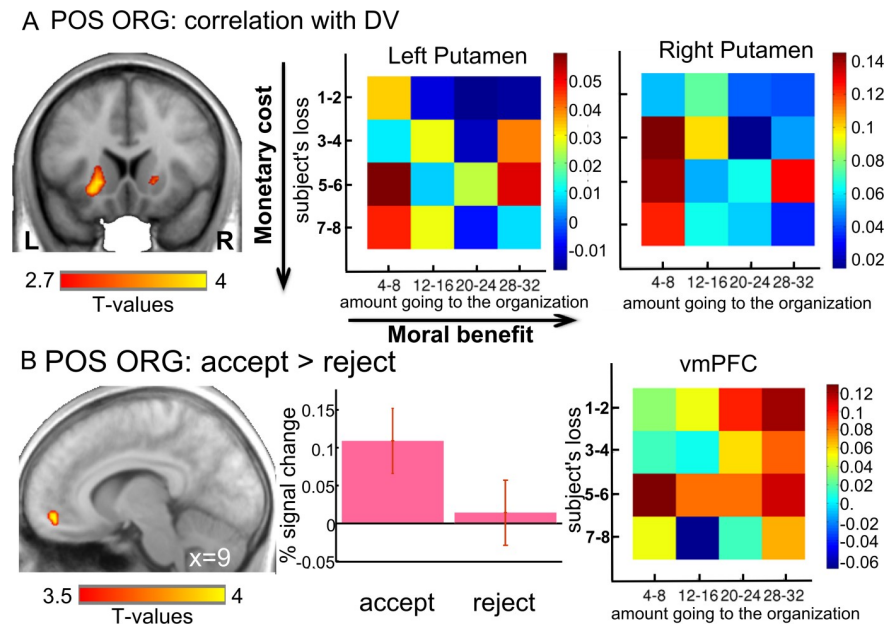 A POS ORG: correlation with DV
L
R
2.7
4
T-values
Monetary cost
Left Putamen
subject's loss
1-2
3-4
5-6
7-8
4-8 12-16 20-24 28-32
amount going to the organization
0.05
0.04
0.03
0.02
0.01
0
-0.01
Right Putamen
4-8 12-16 20-24 28-32
amount going to the organization
0.14
0.12
0.10
0.08
0.06
0.04
0.02
Moral benefit
B POS ORG: accept > reject
x=9
3.5
4
T-values
% signal change
0.15
0.1
0.05
0
-0.05
accept
reject
vmPFC
subject's loss
1-2
3-4
5-6
7-8
4-8 12-16 20-24 28-32
amount going to the organization
0.12
0.12
0.08
0.06
0.04
0.02
0.
-0.02
-0.04
-0.06